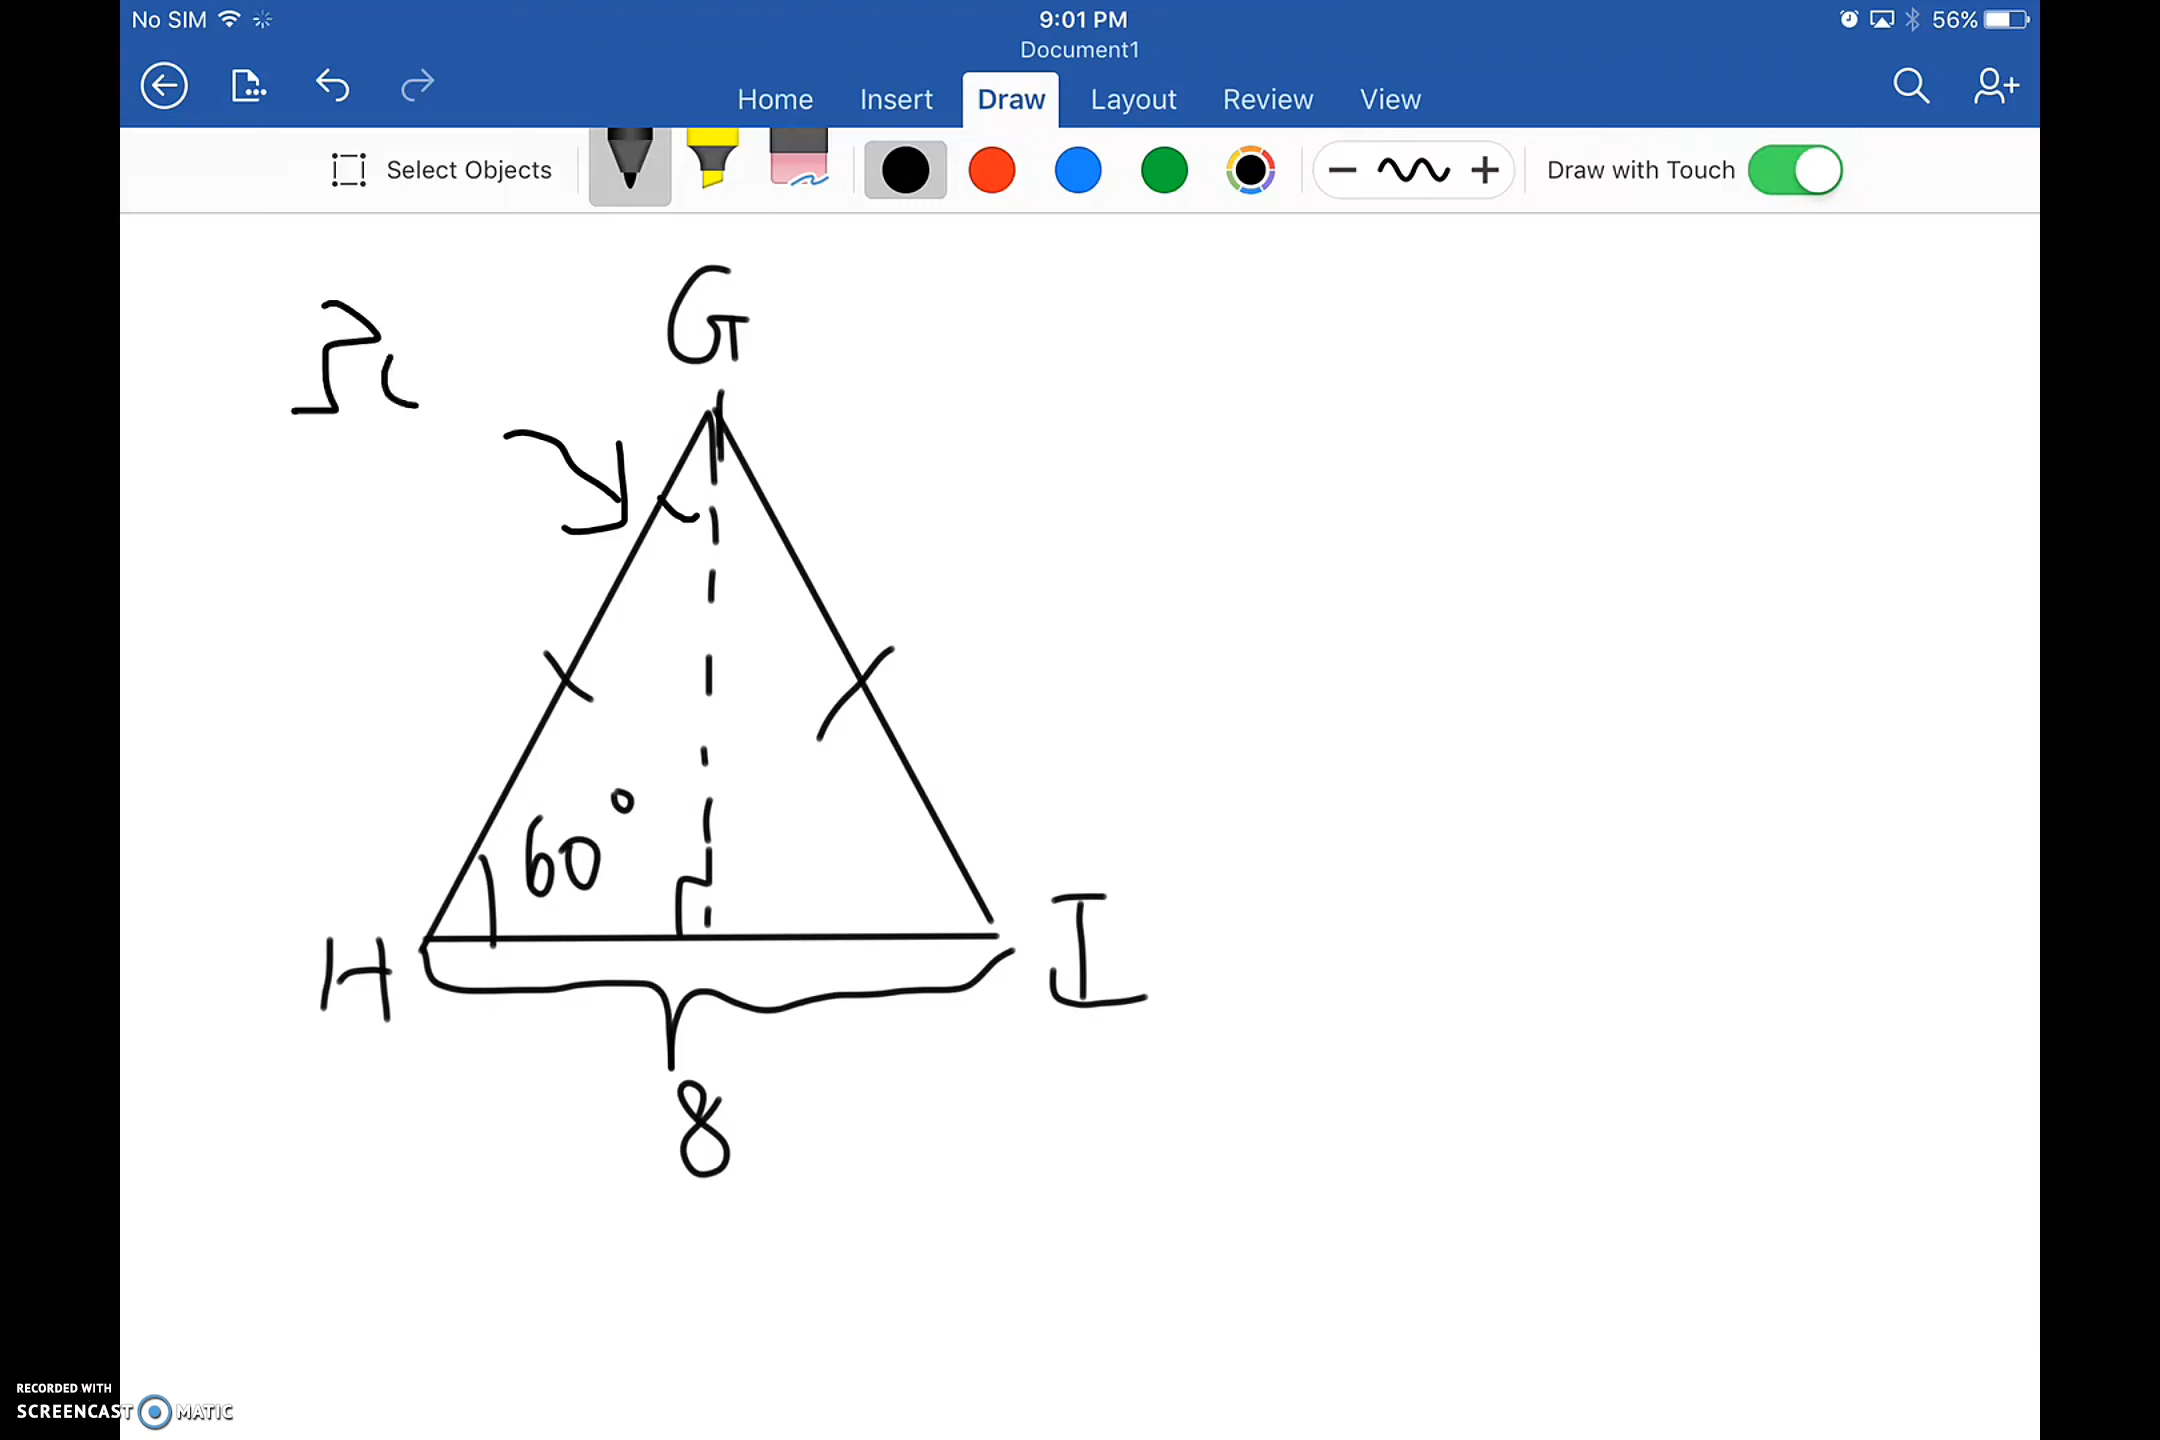 No SIM 9:01 PM 56%
Document1
Home Insert Draw Layout Review View
Select Objects Draw with Touch
G
60°
H I
8
RECORDED WITH
SCREENCAST MATIC